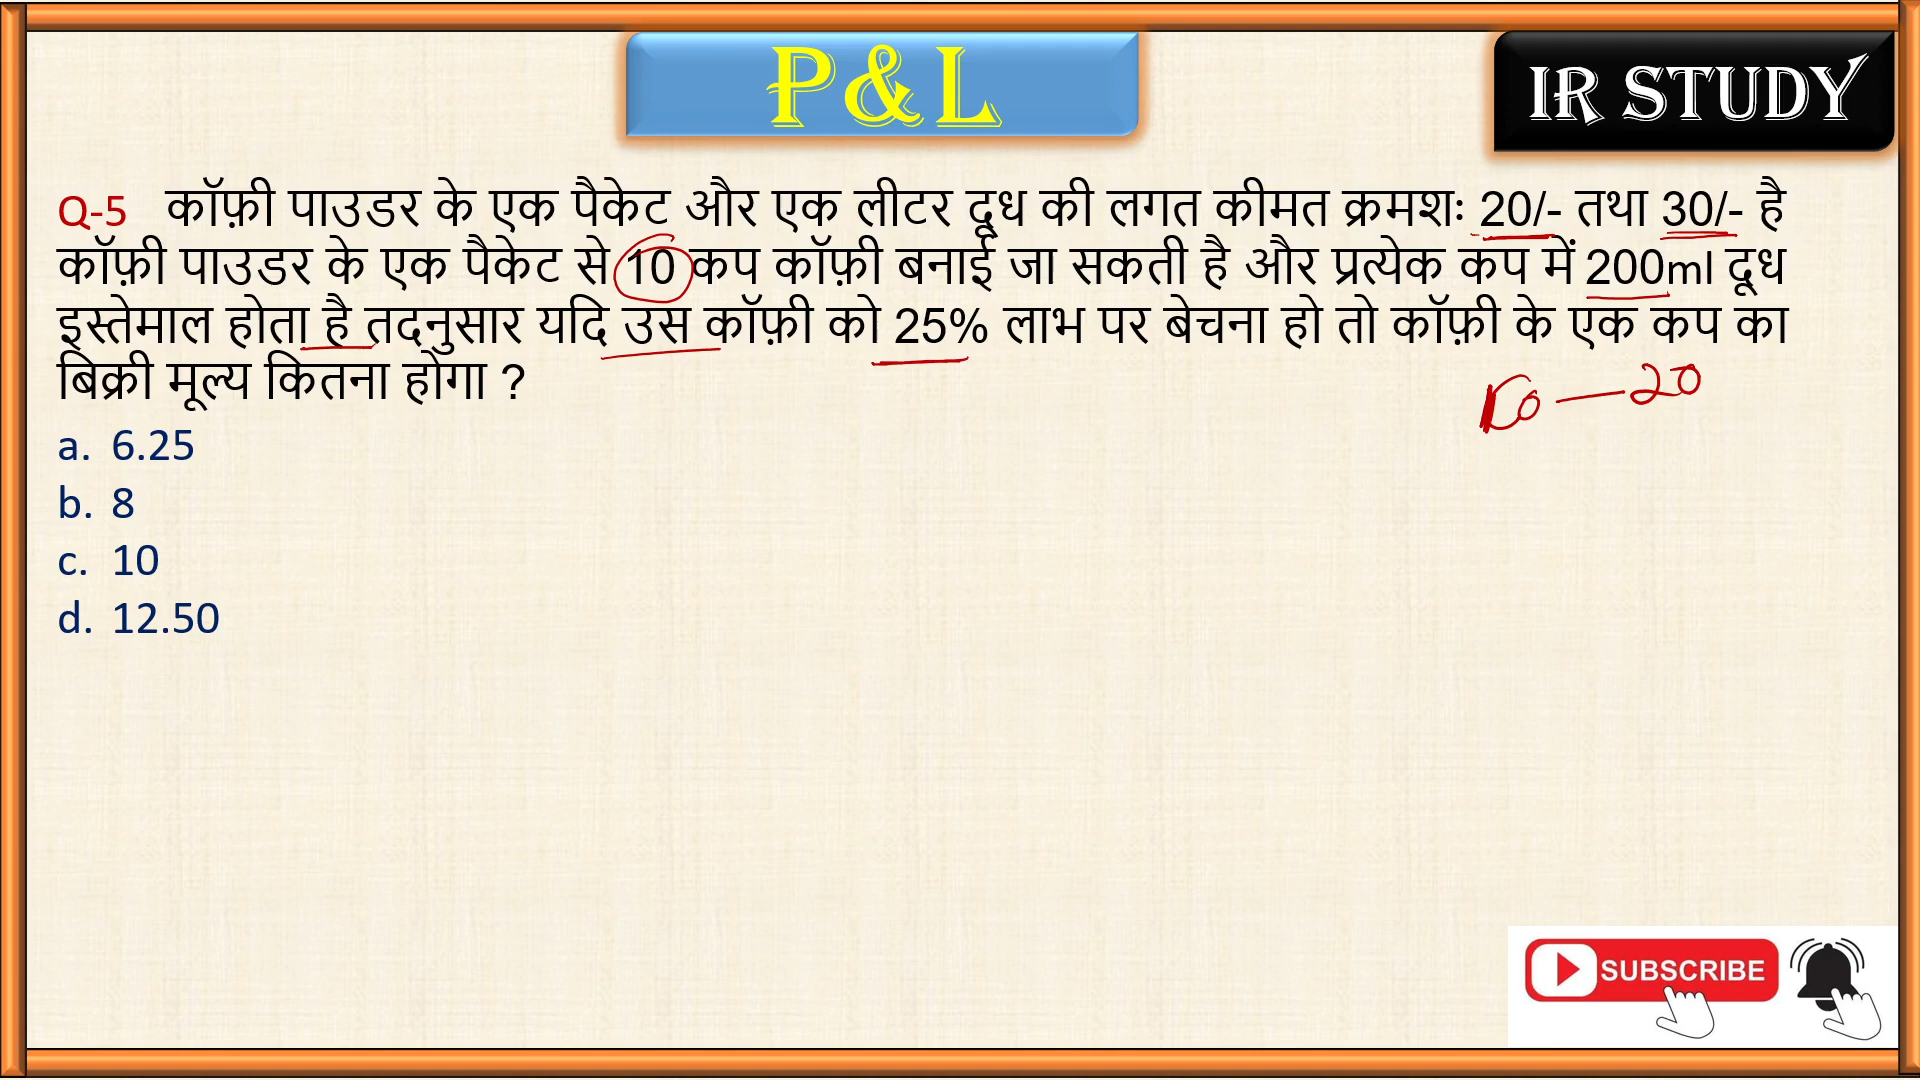 P&L
IR STUDY
Q-5 कॉफ़ी पाउडर के एक पैकेट और एक लीटर दूध की लगत कीमत क्रमशः 20/- तथा 30/- है
कॉफ़ी पाउडर के एक पैकेट से 10 कप कॉफ़ी बनाई जा सकती है और प्रत्येक कप में 200ml दूध
इस्तेमाल होता है तदनुसार यदि उस कॉफ़ी को 25% लाभ पर बेचना हो तो कॉफ़ी के एक कप का
बिक्री मूल्य कितना होगा ?
20
a. 6.25
b. 8
c. 10
d. 12.50
SUBSCRIBE